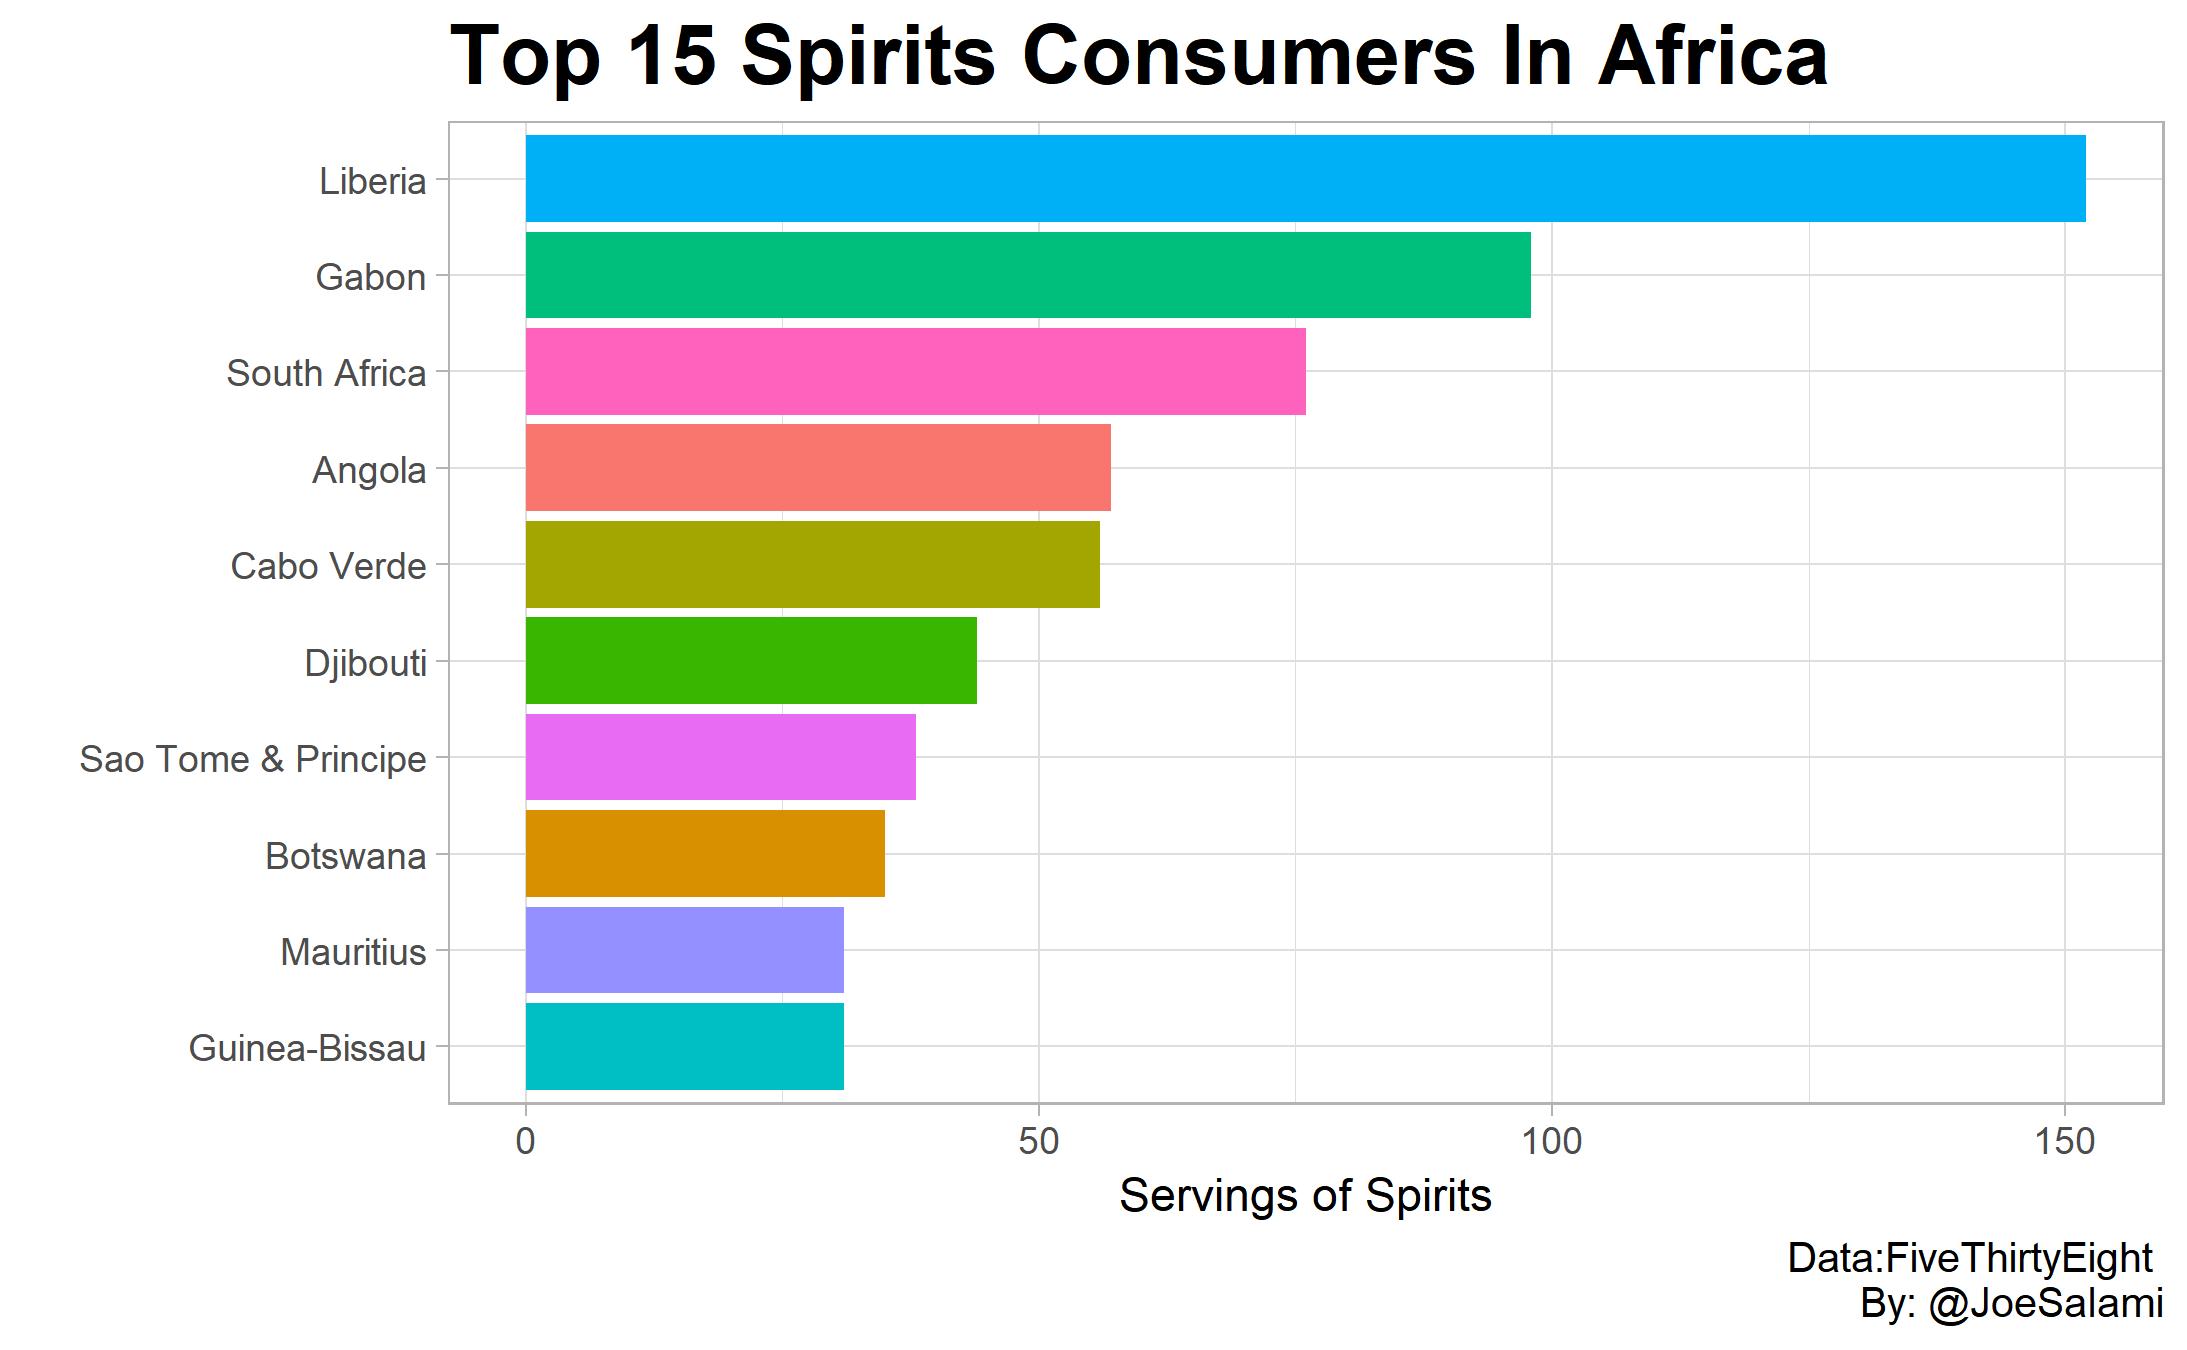 Top 15 Spirits Consumers In Africa
Liberia
Gabon
South Africa
Angola
Cabo Verde
Djibouti
Sao Tome & Principe
Botswana
Mauritius
Guinea-Bissau
0 50 100 150
Servings of Spirits
Data:FiveThirtyEight
By: @JoeSalami